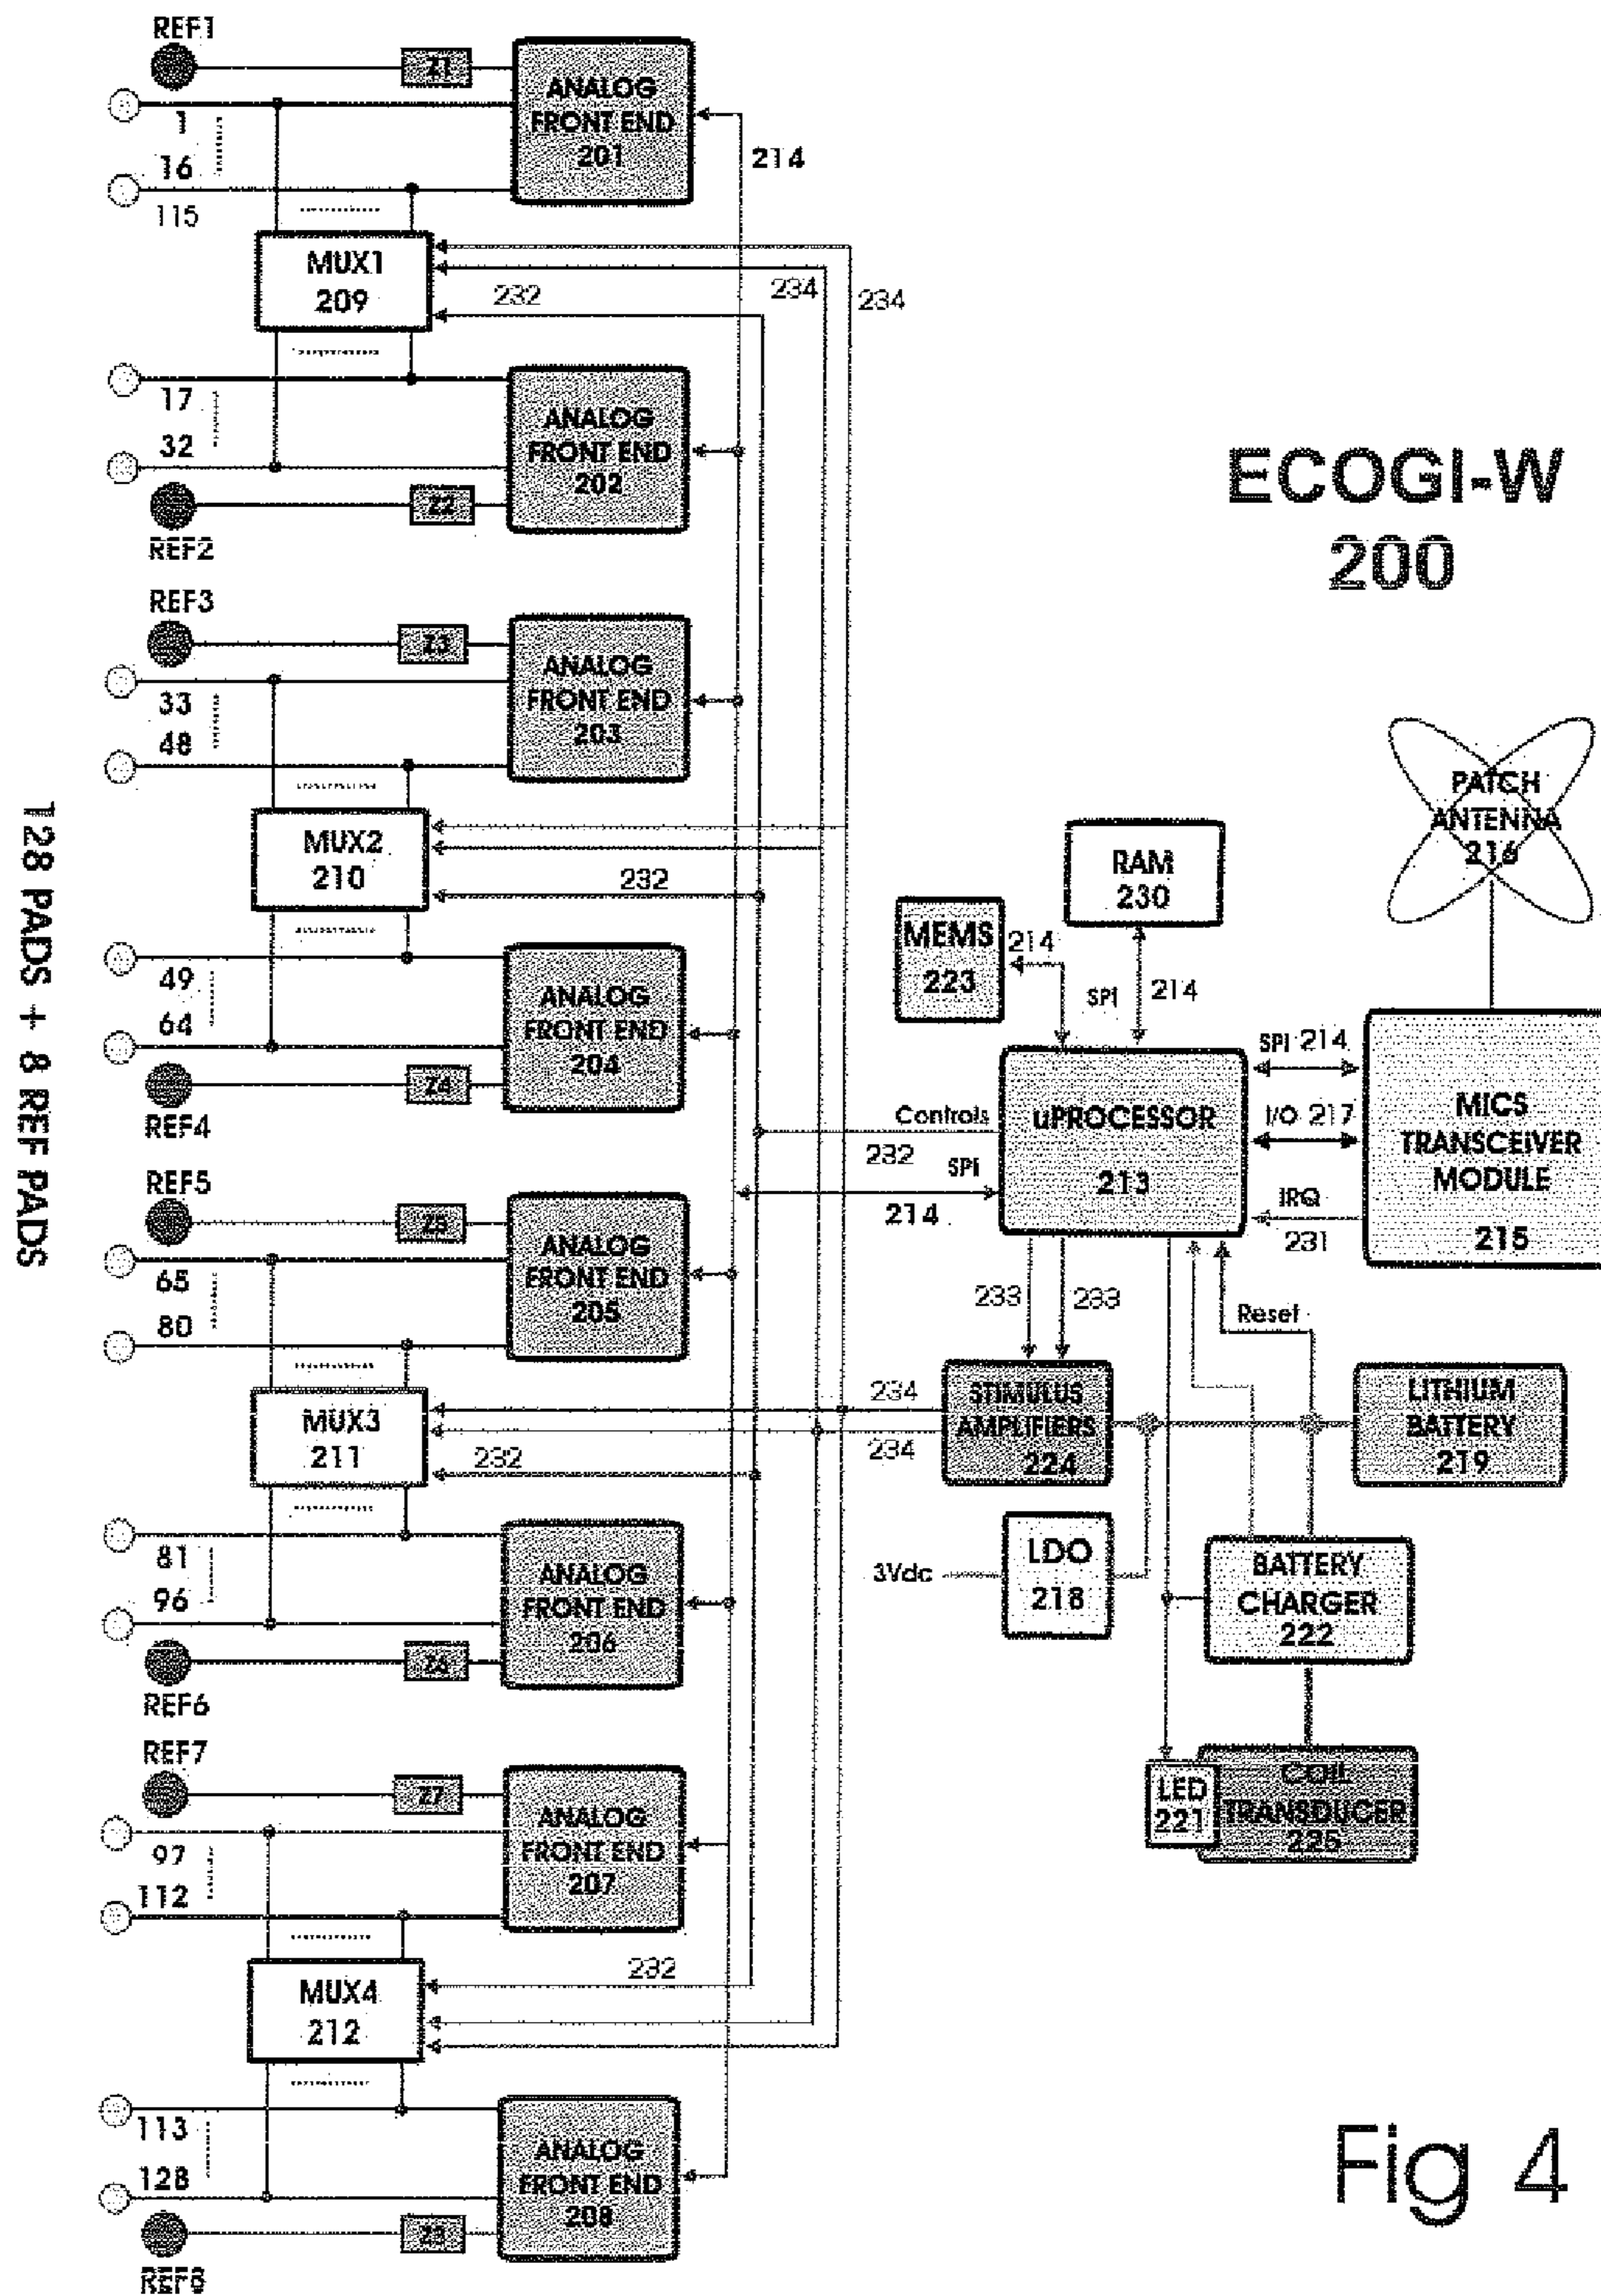 REF1
Z1
ANALOG
FRONT END
201
1
16
115
214
MUX1
209
232
234
234
17
32
ANALOG
FRONT END
202
Z2
REF2
ECOGI-W
200
REF3
Z3
ANALOG
FRONT END
203
33
48
MUX2
210
232
49
64
ANALOG
FRONT END
204
Z4
REF4
128 PADS + 8 REF PADS
PATCH
ANTENNA
216
RAM
230
MEMS
223
214
SPI
214
uPROCESSOR
213
SPI 214
I/O 217
IRQ
231
MICS
TRANSCEIVER
MODULE
215
Controls
232
SPI
214
REF5
Z5
ANALOG
FRONT END
205
65
80
233
233
Reset
MUX3
211
232
234
234
STIMULUS
AMPLIFIERS
224
LITHIUM
BATTERY
219
81
96
ANALOG
FRONT END
206
Z6
REF6
3Vdc
LDO
218
BATTERY
CHARGER
222
LED
221
COIL
TRANSDUCER
225
REF7
Z7
ANALOG
FRONT END
207
97
112
MUX4
212
232
113
128
ANALOG
FRONT END
208
REF8
Fig 4